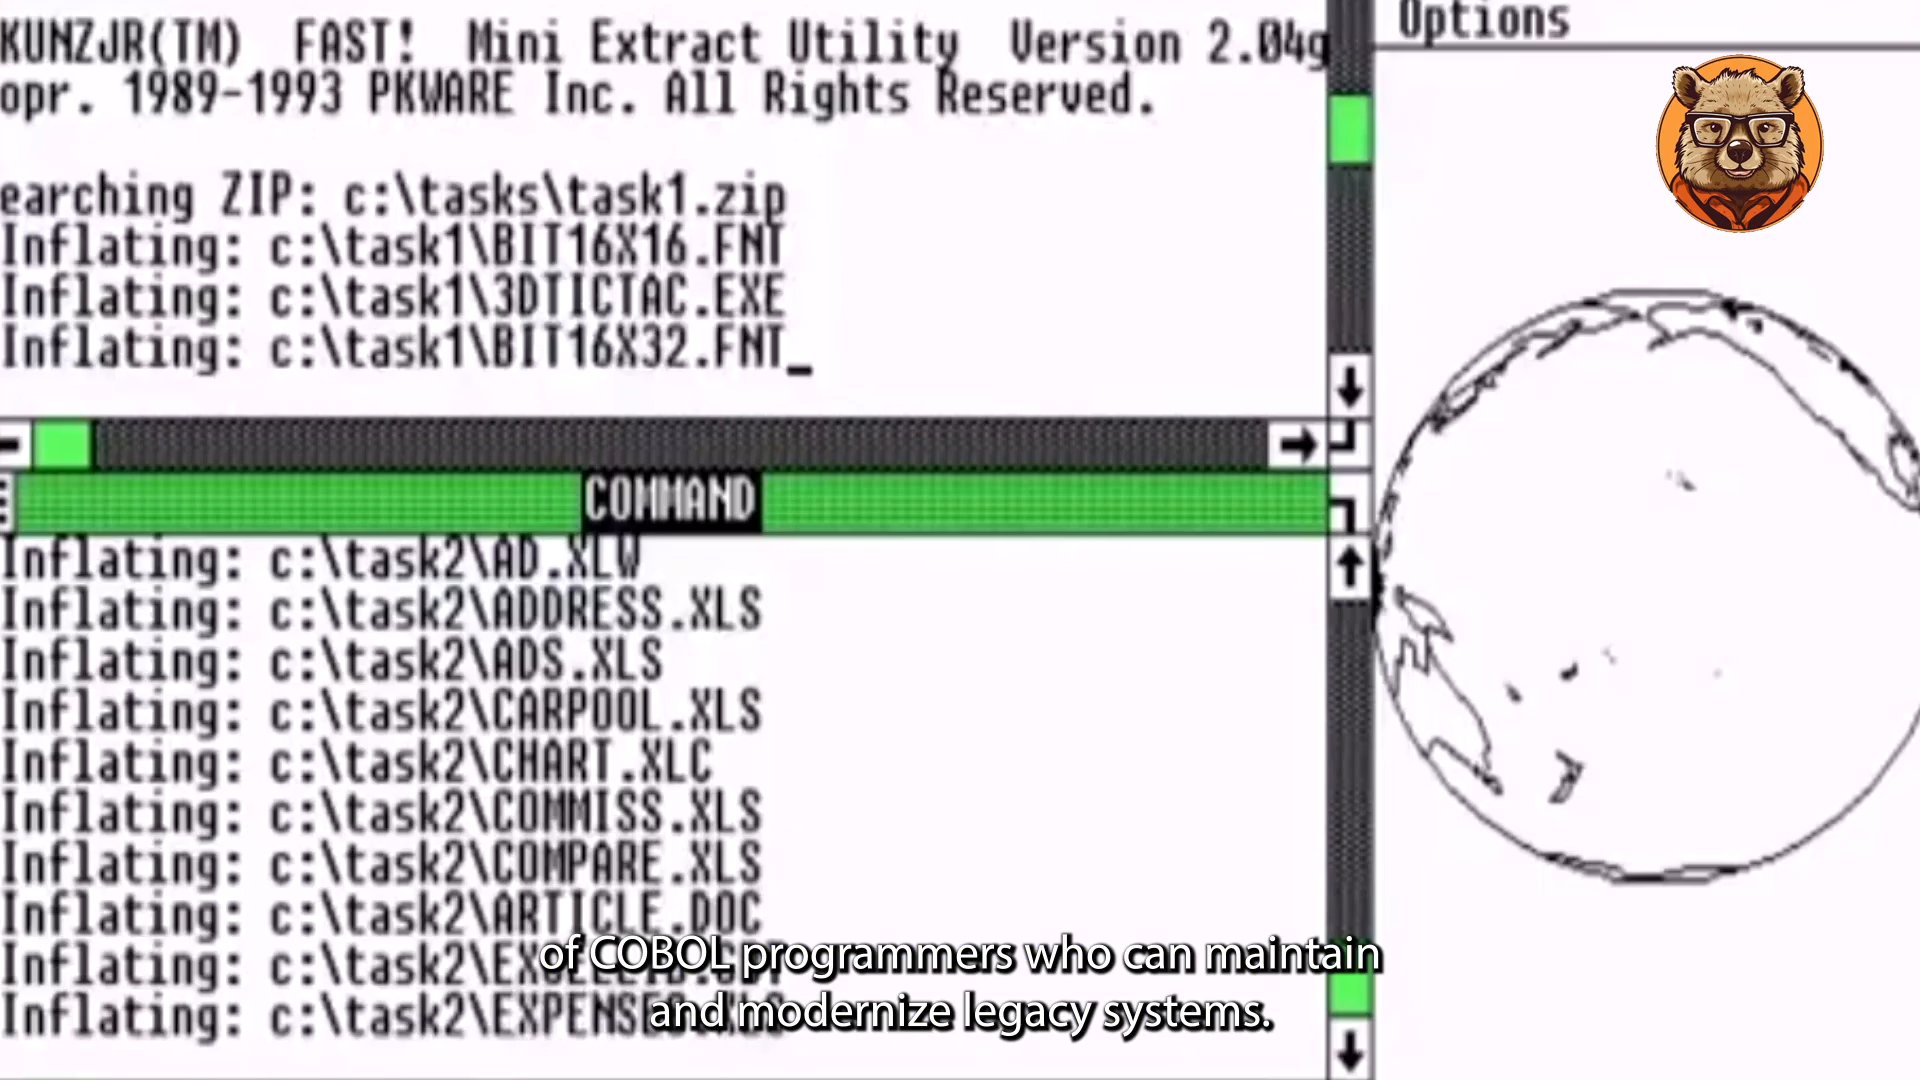 KUNZJR(TM) FAST! Mini Extract Utility Version 2.04g
opr. 1989-1993 PKWARE Inc. All Rights Reserved.
earching ZIP: c:\tasks\task1.zip
Inflating: c:\task1\BIT16X16.FNT
Inflating: c:\task1\3DTICTAC.EXE
Inflating: c:\task1\BIT16X32.FNT_
COMMAND
Inflating: c:\task2\AD.XLW
Inflating: c:\task2\ADDRESS.XLS
Inflating: c:\task2\ADS.XLS
Inflating: c:\task2\CARPOOL.XLS
Inflating: c:\task2\CHART.XLC
Inflating: c:\task2\COMMISS.XLS
Inflating: c:\task2\COMPARE.XLS
Inflating: c:\task2\ARTICLE.DOC
Inflating:
Inflating:
Options
of COBOL programmers who can maintain
and modernize legacy systems.